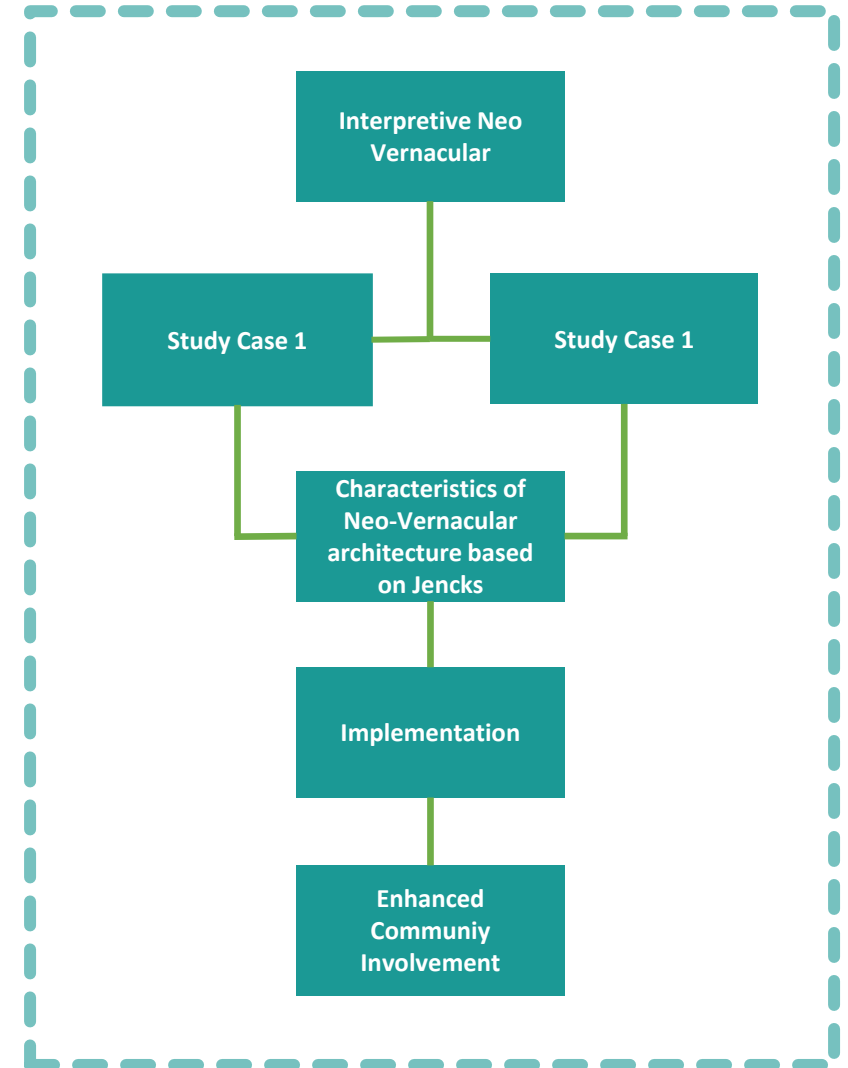 Interpretive Neo
Vernacular
Study Case 1
Study Case 1
Characteristics of
Neo-Vernacular
architecture based
on Jencks
Implementation
Enhanced
Communiy
Involvement